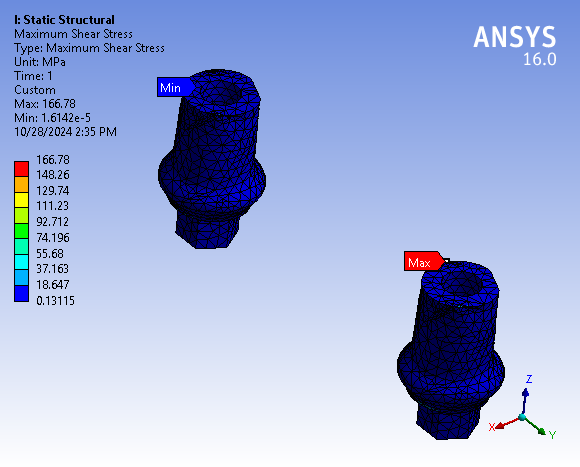 I: Static Structural
Maximum Shear Stress
Type: Maximum Shear Stress
Unit: MPa
Time: 1
Custom
Max: 166.78
Min: 1.6142e-5
10/28/2024 2:35 PM
166.78
148.26
129.74
111.23
92.712
74.196
55.68
37.163
18.647
0.13115
ANSYS
16.0
Min
Max
Z
X
Y